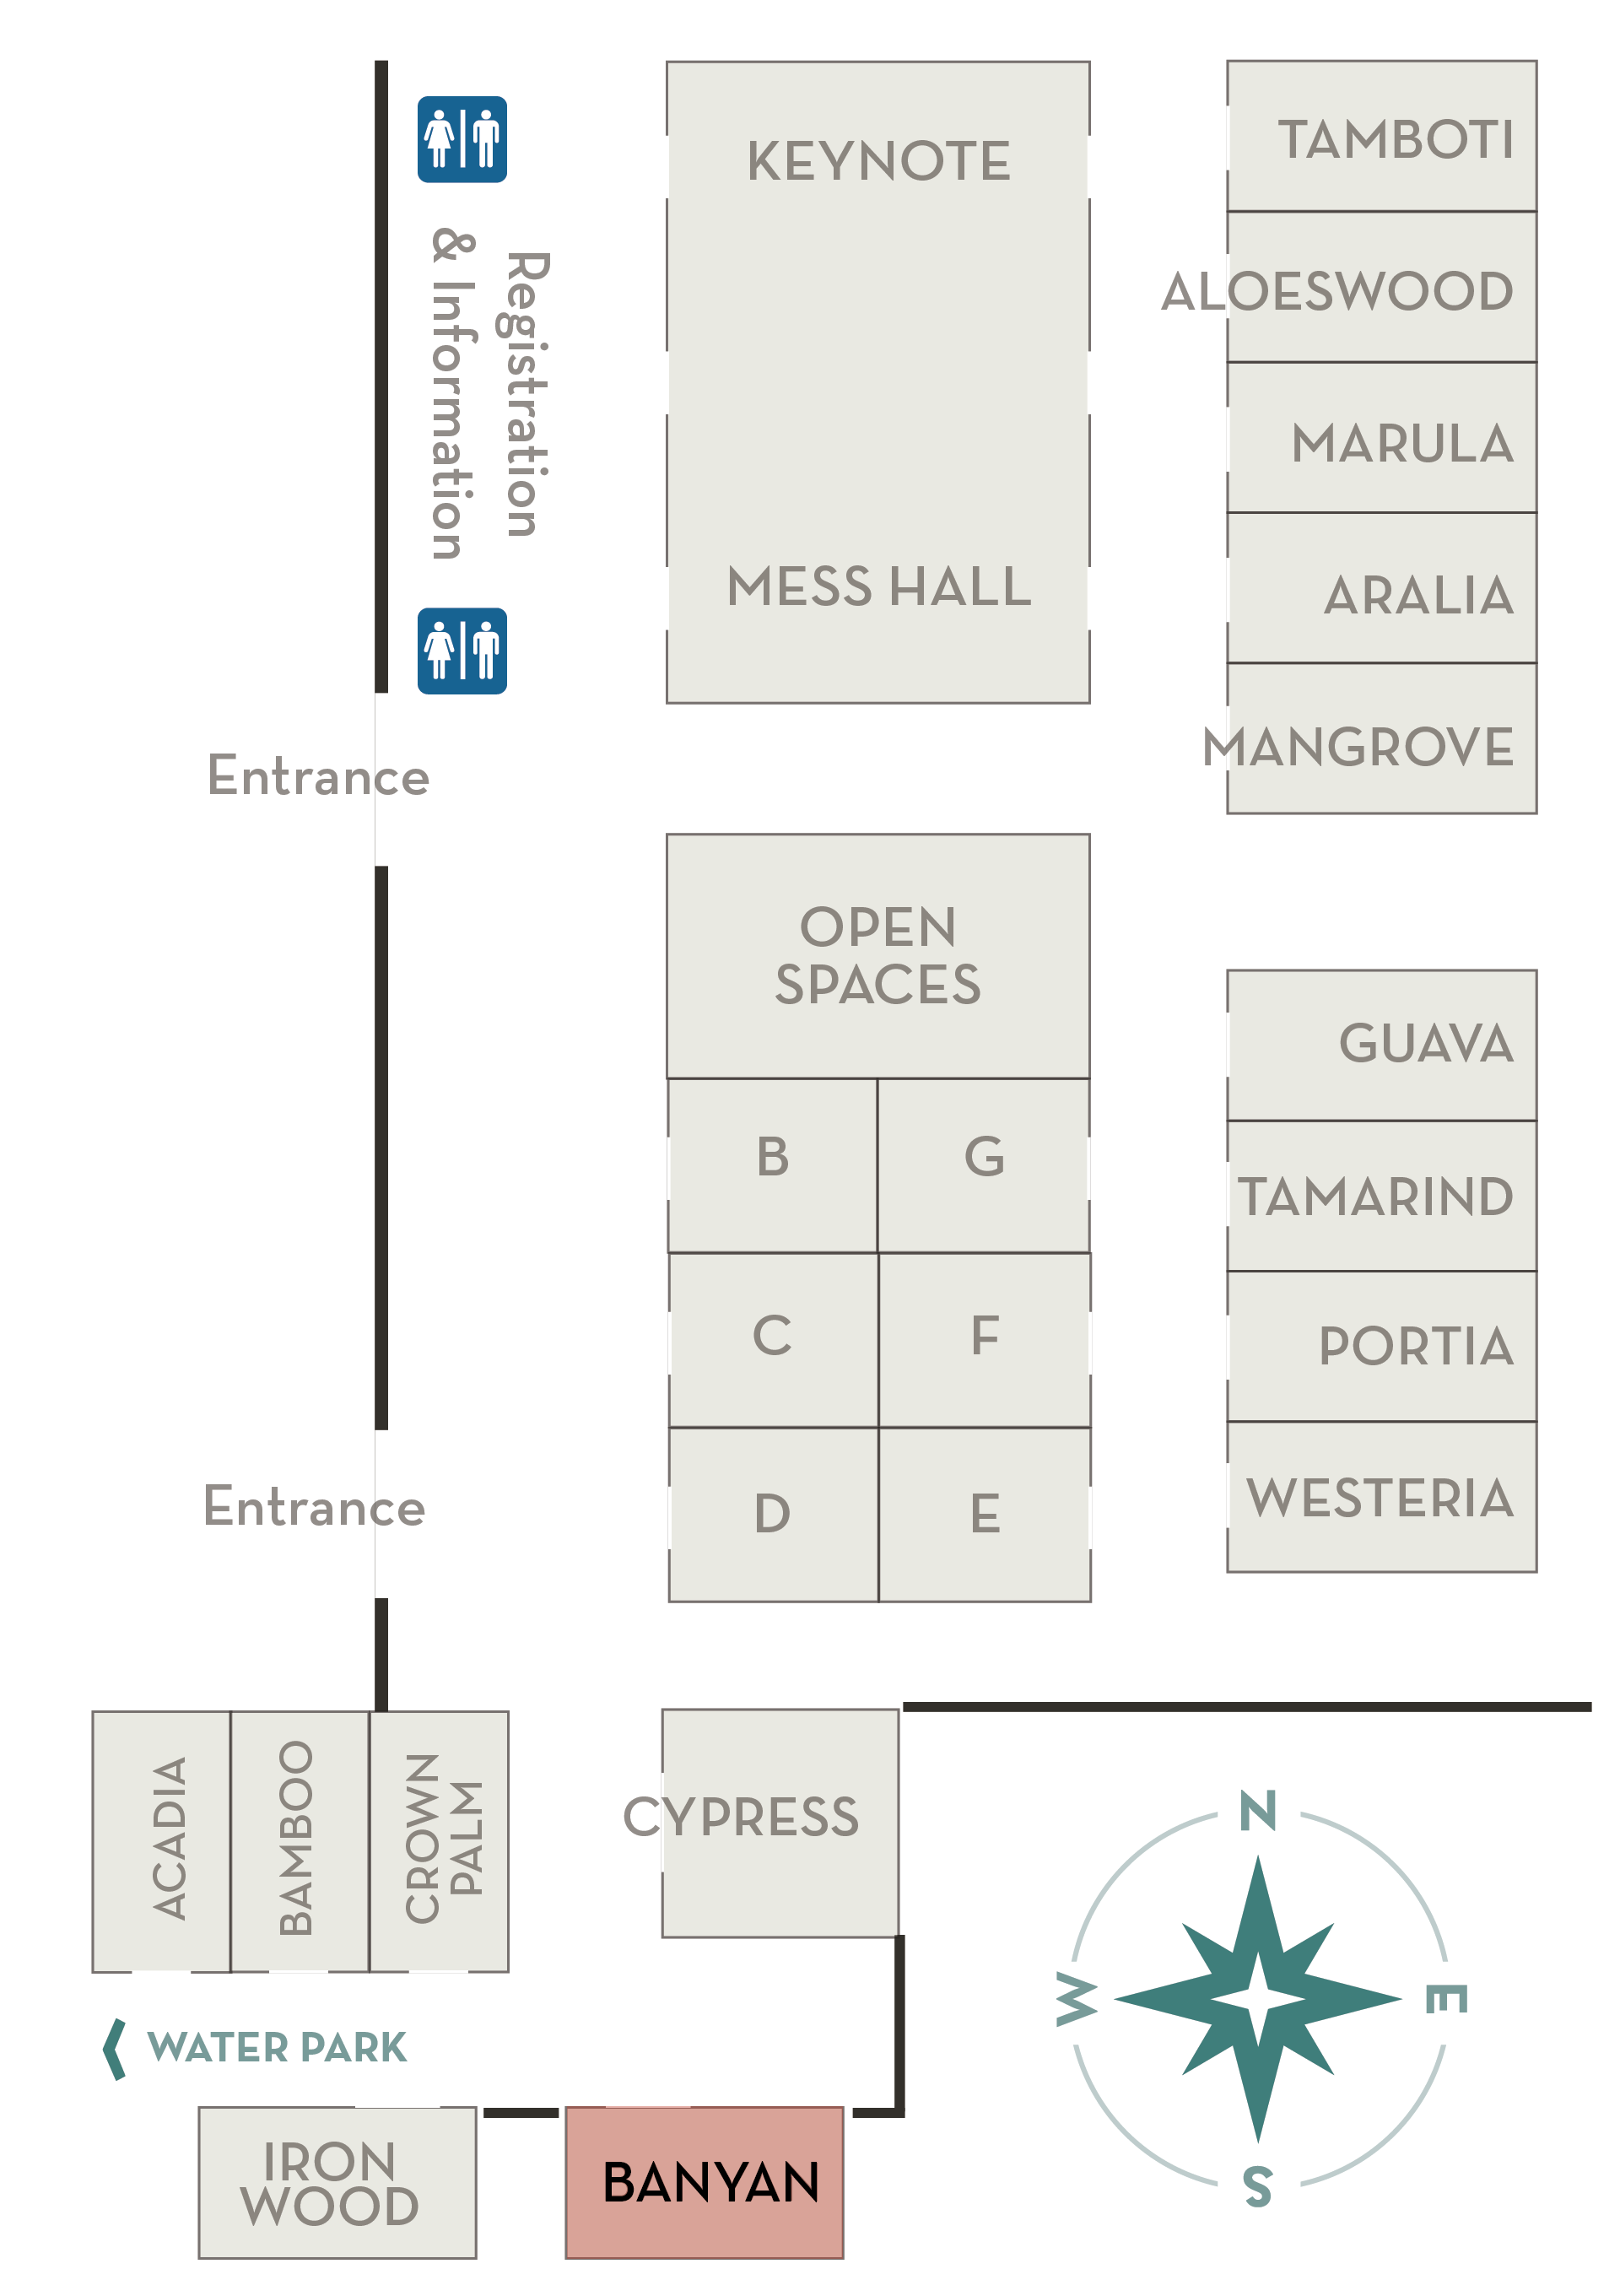 KEYNOTE
TAMBOTI
Registration
& Information
ALOESWOOD
MARULA
MESS HALL
ARALIA
Entrance
MANGROVE
OPEN
SPACES
GUAVA
B
G
TAMARIND
C
F
PORTIA
Entrance
D
E
WESTERIA
ACADIA
BAMBOO
CROWN
PALM
CYPRESS
N
W
E
S
WATER PARK
IRON
WOOD
BANYAN